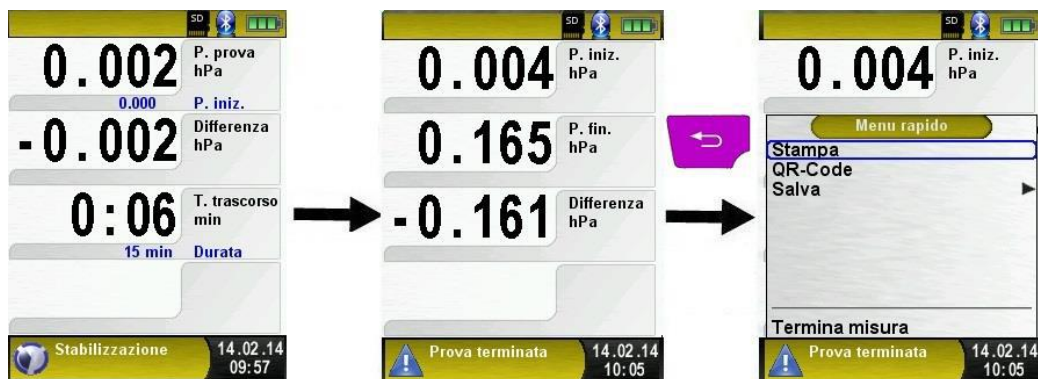 SD
0.002 P. prova
hPa
0.000 P. iniz.
-0.002 Differenza
hPa
0:06 T. trascorso
min
15 min Durata
Stabilizzazione 14.02.14
09:57
SD
0.004 P. iniz.
hPa
0.165 P. fin.
hPa
-0.161 Differenza
hPa
Prova terminata 14.02.14
10:05
SD
0.004 P. iniz.
hPa
Menu rapido
Stampa
QR-Code
Salva
Termina misura
Prova terminata 14.02.14
10:05